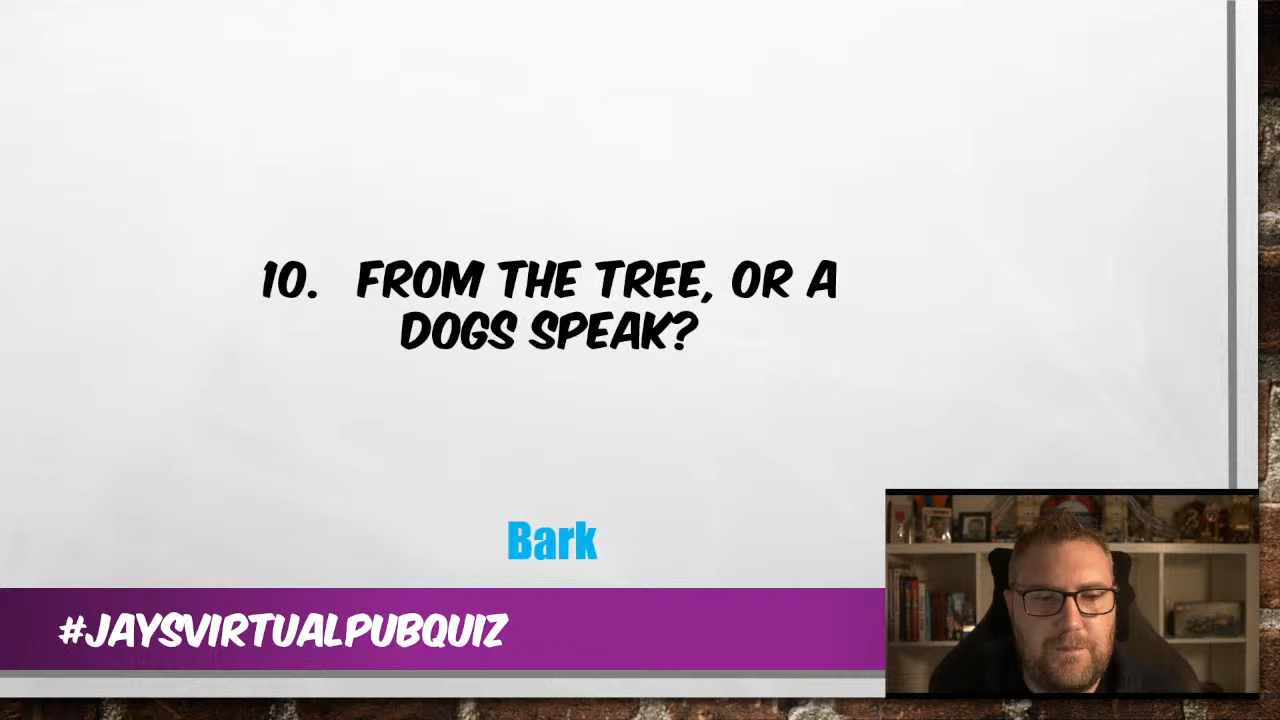 10. FROM THE TREE, OR A
DOGS SPEAK?
Bark
#JAYSVIRTUALPUBQUIZ